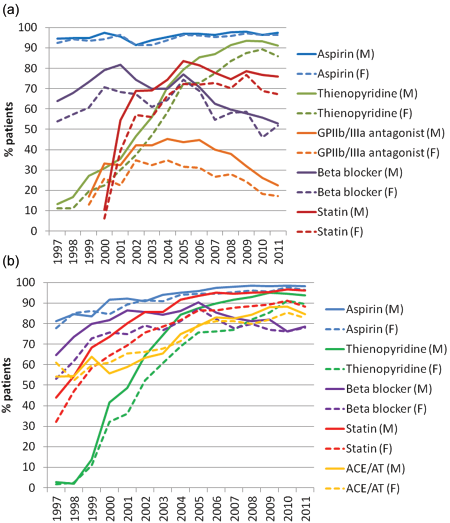 (a)
100
90
80
70
60
50
40
30
20
10
0
% patients
1997 1998 1999 2000 2001 2002 2003 2004 2005 2006 2007 2008 2009 2010 2011
Aspirin (M)
Aspirin (F)
Thienopyridine (M)
Thienopyridine (F)
GPIIb/IIIa antagonist (M)
GPIIb/IIIa antagonist (F)
Beta blocker (M)
Beta blocker (F)
Statin (M)
Statin (F)
(b)
100
90
80
70
60
50
40
30
20
10
0
% patients
1997 1998 1999 2000 2001 2002 2003 2004 2005 2006 2007 2008 2009 2010 2011
Aspirin (M)
Aspirin (F)
Thienopyridine (M)
Thienopyridine (F)
Beta blocker (M)
Beta blocker (F)
Statin (M)
Statin (F)
ACE/AT (M)
ACE/AT (F)